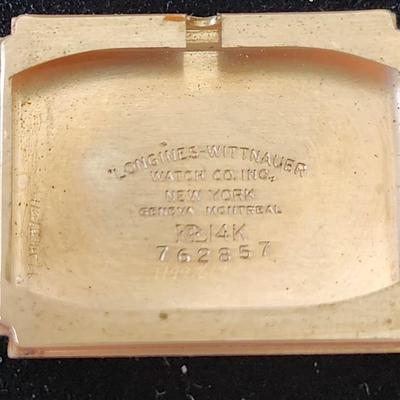 LONGINES-WITTNAUER
WATCH CO. INC.,
NEW YORK
GENEVA MONTREAL
14K
762857